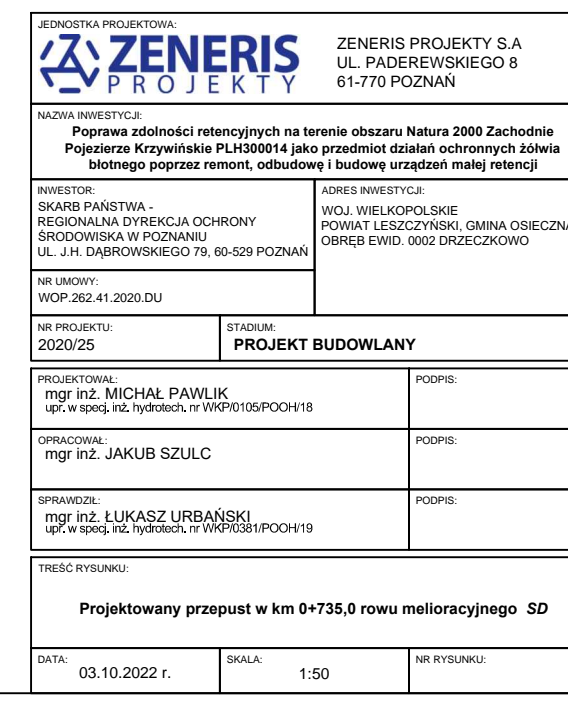 JEDNOSTKA PROJEKTOWA:
ZENERIS
PROJEKTY
ZENERIS PROJEKTY S.A
UL. PADEREWSKIEGO 8
61-770 POZNAŃ
NAZWA INWESTYCJI:
Poprawa zdolności retencyjnych na terenie obszaru Natura 2000 Zachodnie
Pojezierze Krzywińskie PLH300014 jako przedmiot działań ochronnych żółwia
błotnego poprzez remont, odbudowę i budowę urządzeń małej retencji
INWESTOR:
SKARB PAŃSTWA -
REGIONALNA DYREKCJA OCHRONY
ŚRODOWISKA W POZNANIU
UL. J.H. DĄBROWSKIEGO 79, 60-529 POZNAŃ
ADRES INWESTYCJI:
WOJ. WIELKOPOLSKIE
POWIAT LESZCZYŃSKI, GMINA OSIECZNA
OBRĘB EWID. 0002 DRZECZKOWO
NR UMOWY:
WOP.262.41.2020.DU
NR PROJEKTU:
2020/25
STADIUM:
PROJEKT BUDOWLANY
PROJEKTOWAŁ:
mgr inż. MICHAŁ PAWLIK
upr. w specj. inż. hydrotech. nr WKP/0105/POOH/18
PODPIS:
OPRACOWAŁ:
mgr inż. JAKUB SZULC
PODPIS:
SPRAWDZIŁ:
mgr inż. ŁUKASZ URBAŃSKI
upr. w specj. inż. hydrotech. nr WKP/0381/POOH/19
PODPIS:
TREŚĆ RYSUNKU:
Projektowany przepust w km 0+735,0 rowu melioracyjnego SD
DATA:
03.10.2022 r.
SKALA:
1:50
NR RYSUNKU: